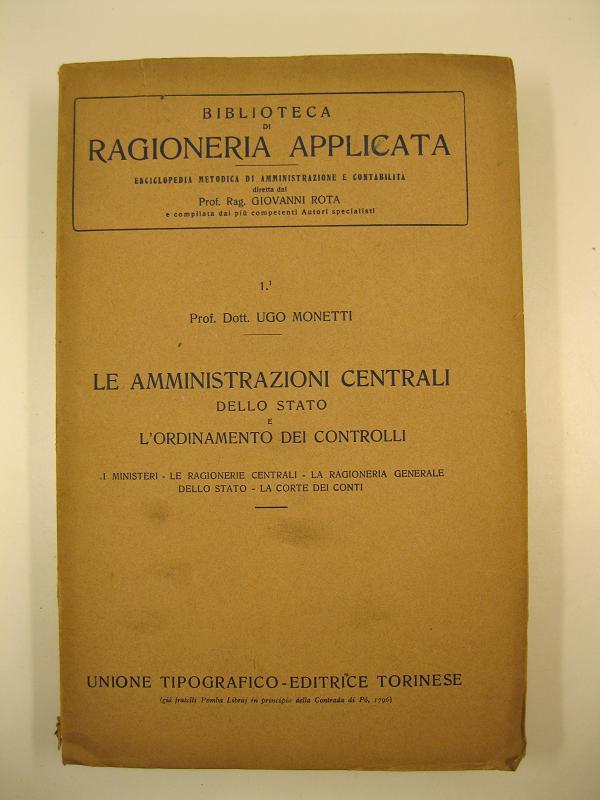 BIBLIOTECA
DI
RAGIONERIA APPLICATA
ENCICLOPEDIA METODICA DI AMMINISTRAZIONE E CONTABILITÀ
diretta dal
Prof. Rag. GIOVANNI ROTA
e compilata dai più competenti Autori specialisti
1.¹
Prof. Dott. UGO MONETTI
LE AMMINISTRAZIONI CENTRALI
DELLO STATO
E
L'ORDINAMENTO DEI CONTROLLI
I MINISTERI - LE RAGIONERIE CENTRALI - LA RAGIONERIA GENERALE
DELLO STATO - LA CORTE DEI CONTI
UNIONE TIPOGRAFICO-EDITRICE TORINESE
(già fratelli Pomba Libraj in principio della Contrada di Pò, 1796)